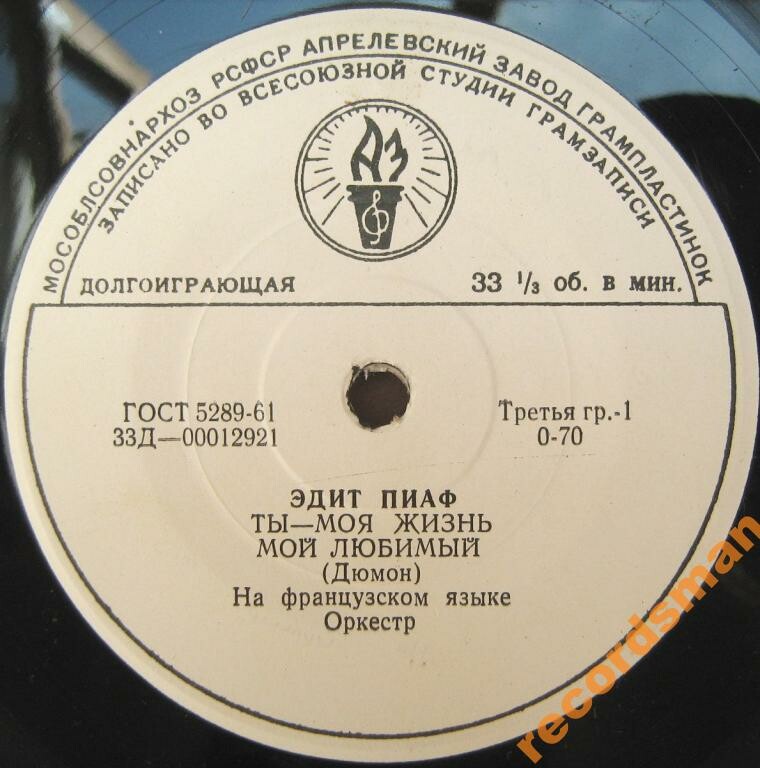 МОСОБЛСОВНАРХОЗ РСФСР АПРЕЛЕВСКИЙ ЗАВОД ГРАМПЛАСТИНОК
ЗАПИСАНО ВО ВСЕСОЮЗНОЙ СТУДИИ ГРАМЗАПИСИ
АЗ
ДОЛГОИГРАЮЩАЯ 33 1/3 об. в мин.
ГОСТ 5289-61 Третья гр.-1
33Д—00012921 0-70
ЭДИТ ПИАФ
ТЫ—МОЯ ЖИЗНЬ
МОЙ ЛЮБИМЫЙ
(Дюмон)
На французском языке
Оркестр
recordsman